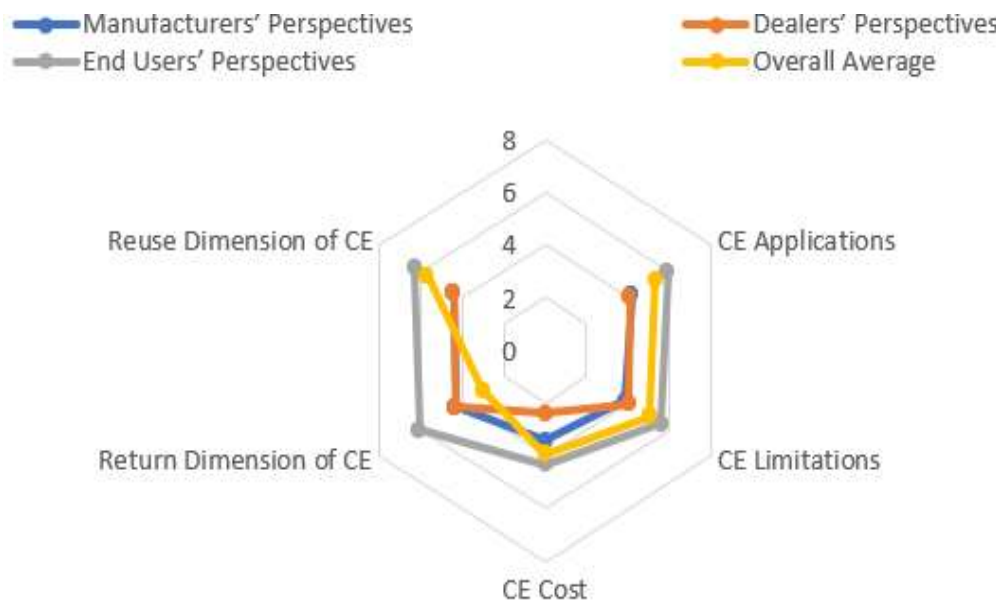 Manufacturers’ Perspectives
Dealers’ Perspectives
End Users’ Perspectives
Overall Average
8
6
Reuse Dimension of CE
CE Applications
4
2
0
Return Dimension of CE
CE Limitations
CE Cost